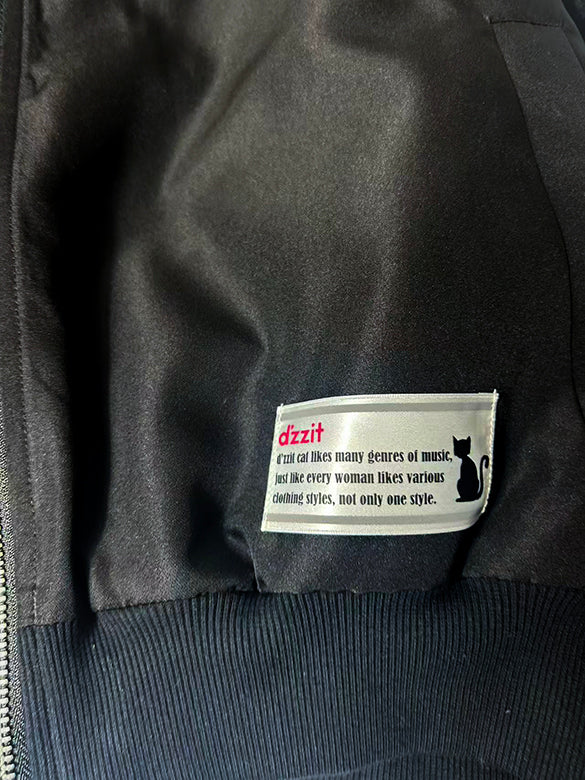 d'zzit
d'zzit cat likes many genres of music,
just like every woman likes various
clothing styles, not only one style.